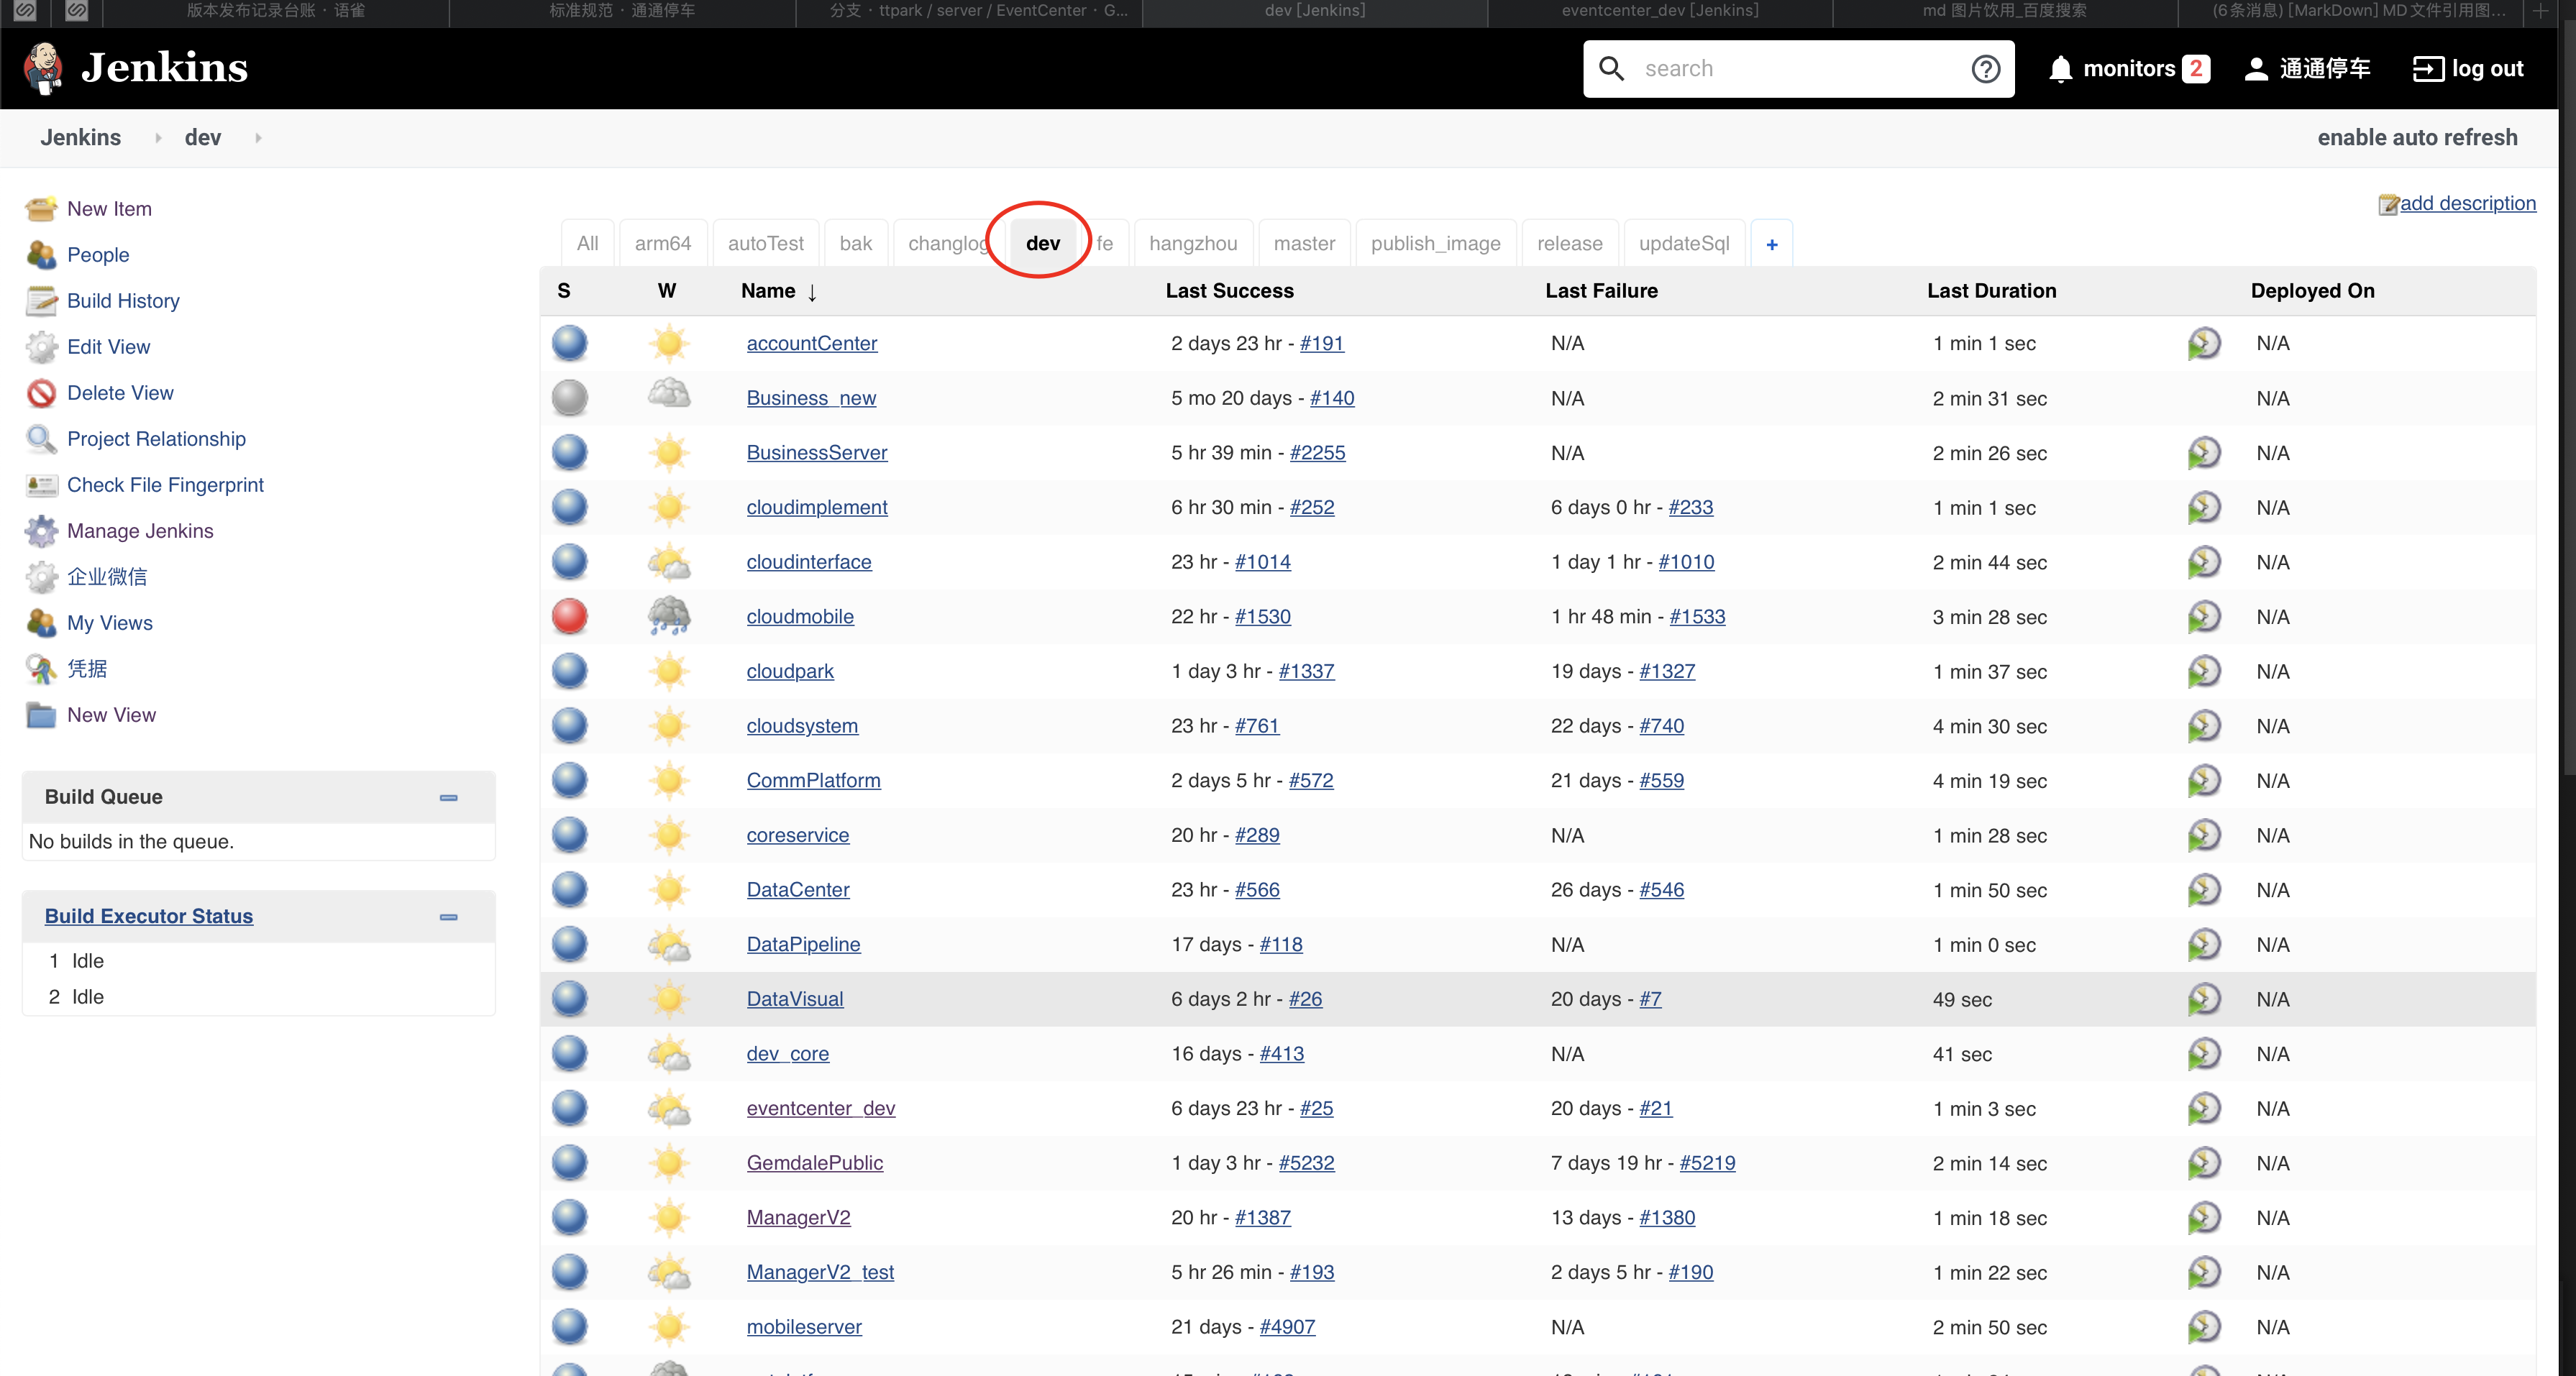 版本发布记录台账 · 语雀
标准规范 · 通通停车
分支 · ttpark / server / EventCenter · G...
dev [Jenkins]
eventcenter_dev [Jenkins]
md 图片饮用_百度搜索
(6条消息) [MarkDown] MD文件引用图...
Jenkins
search
monitors 2
通通停车
log out
Jenkins
dev
enable auto refresh
New Item
People
Build History
Edit View
Delete View
Project Relationship
Check File Fingerprint
Manage Jenkins
企业微信
My Views
凭据
New View
Build Queue
No builds in the queue.
Build Executor Status
1 Idle
2 Idle
add description
All arm64 autoTest bak changlog dev fe hangzhou master publish_image release updateSql +
S W Name ↓ Last Success Last Failure Last Duration Deployed On
accountCenter 2 days 23 hr - #191 N/A 1 min 1 sec N/A
Business_new 5 mo 20 days - #140 N/A 2 min 31 sec N/A
BusinessServer 5 hr 39 min - #2255 N/A 2 min 26 sec N/A
cloudimplement 6 hr 30 min - #252 6 days 0 hr - #233 1 min 1 sec N/A
cloudinterface 23 hr - #1014 1 day 1 hr - #1010 2 min 44 sec N/A
cloudmobile 22 hr - #1530 1 hr 48 min - #1533 3 min 28 sec N/A
cloudpark 1 day 3 hr - #1337 19 days - #1327 1 min 37 sec N/A
cloudsystem 23 hr - #761 22 days - #740 4 min 30 sec N/A
CommPlatform 2 days 5 hr - #572 21 days - #559 4 min 19 sec N/A
coreservice 20 hr - #289 N/A 1 min 28 sec N/A
DataCenter 23 hr - #566 26 days - #546 1 min 50 sec N/A
DataPipeline 17 days - #118 N/A 1 min 0 sec N/A
DataVisual 6 days 2 hr - #26 20 days - #7 49 sec N/A
dev_core 16 days - #413 N/A 41 sec N/A
eventcenter_dev 6 days 23 hr - #25 20 days - #21 1 min 3 sec N/A
GemdalePublic 1 day 3 hr - #5232 7 days 19 hr - #5219 2 min 14 sec N/A
ManagerV2 20 hr - #1387 13 days - #1380 1 min 18 sec N/A
ManagerV2_test 5 hr 26 min - #193 2 days 5 hr - #190 1 min 22 sec N/A
mobileserver 21 days - #4907 N/A 2 min 50 sec N/A